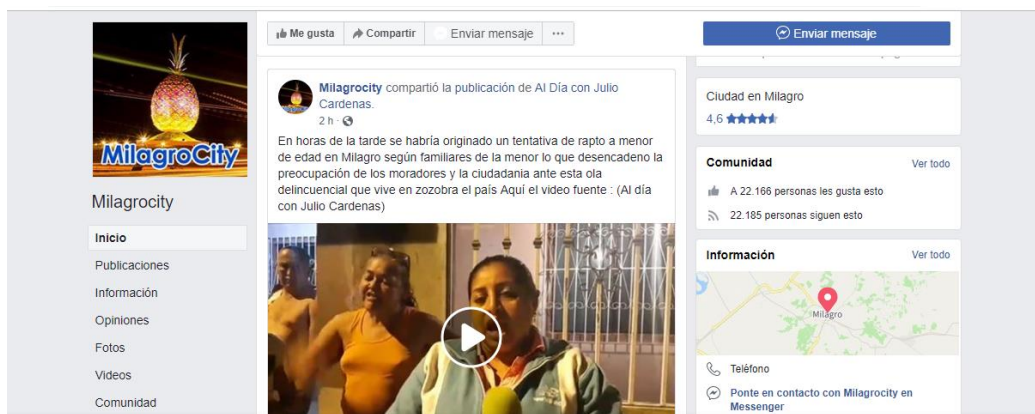 MilagroCity
Milagrocity
Inicio
Publicaciones
Información
Opiniones
Fotos
Videos
Comunidad
Me gusta
Compartir
Enviar mensaje
Milagrocity compartió la publicación de Al Día con Julio
Cardenas.
2 h ·
En horas de la tarde se habría originado un tentativa de rapto a menor
de edad en Milagro según familiares de la menor lo que desencadeno la
preocupación de los moradores y la ciudadania ante esta ola
delincuencial que vive en zozobra el país Aquí el video fuente : (Al día
con Julio Cardenas)
Enviar mensaje
Ciudad en Milagro
4,6
Comunidad
Ver todo
A 22.166 personas les gusta esto
22.185 personas siguen esto
Información
Ver todo
Milagro
Teléfono
Ponte en contacto con Milagrocity en
Messenger